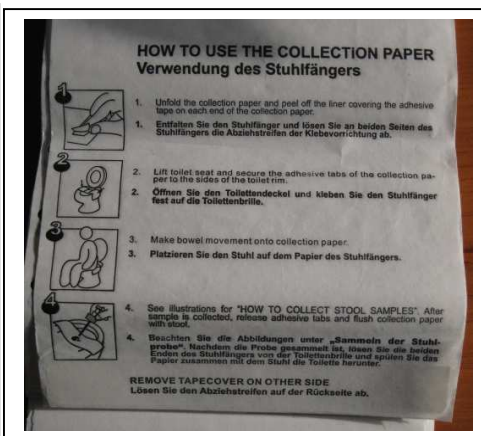 HOW TO USE THE COLLECTION PAPER
Verwendung des Stuhlfängers
1
1. Unfold the collection paper and peel off the liner covering the adhesive
tape on each end of the collection paper.
1. Entfalten Sie den Stuhlfänger und lösen Sie an beiden Seiten des
Stuhlfängers die Abziehstreifen der Klebevorrichtung ab.
2
2. Lift toilet seat and secure the adhesive tabs of the collection pa-
per to the sides of the toilet rim.
2. Öffnen Sie den Toilettendeckel und kleben Sie den Stuhlfänger
fest auf die Toilettenbrille.
3
3. Make bowel movement onto collection paper.
3. Platzieren Sie den Stuhl auf dem Papier des Stuhlfängers.
4
4. See illustrations for "HOW TO COLLECT STOOL SAMPLES". After
sample is collected, release adhesive tabs and flush collection paper
with stool.
4. Beachten Sie die Abbildungen unter „Sammeln der Stuhl-
probe". Nachdem die Probe gesammelt ist, lösen Sie die beiden
Enden des Stuhlfängers von der Toilettenbrille und spülen Sie das
Papier zusammen mit dem Stuhl die Toilette herunter.
REMOVE TAPECOVER ON OTHER SIDE
Lösen Sie den Abziehstreifen auf der Rückseite ab.